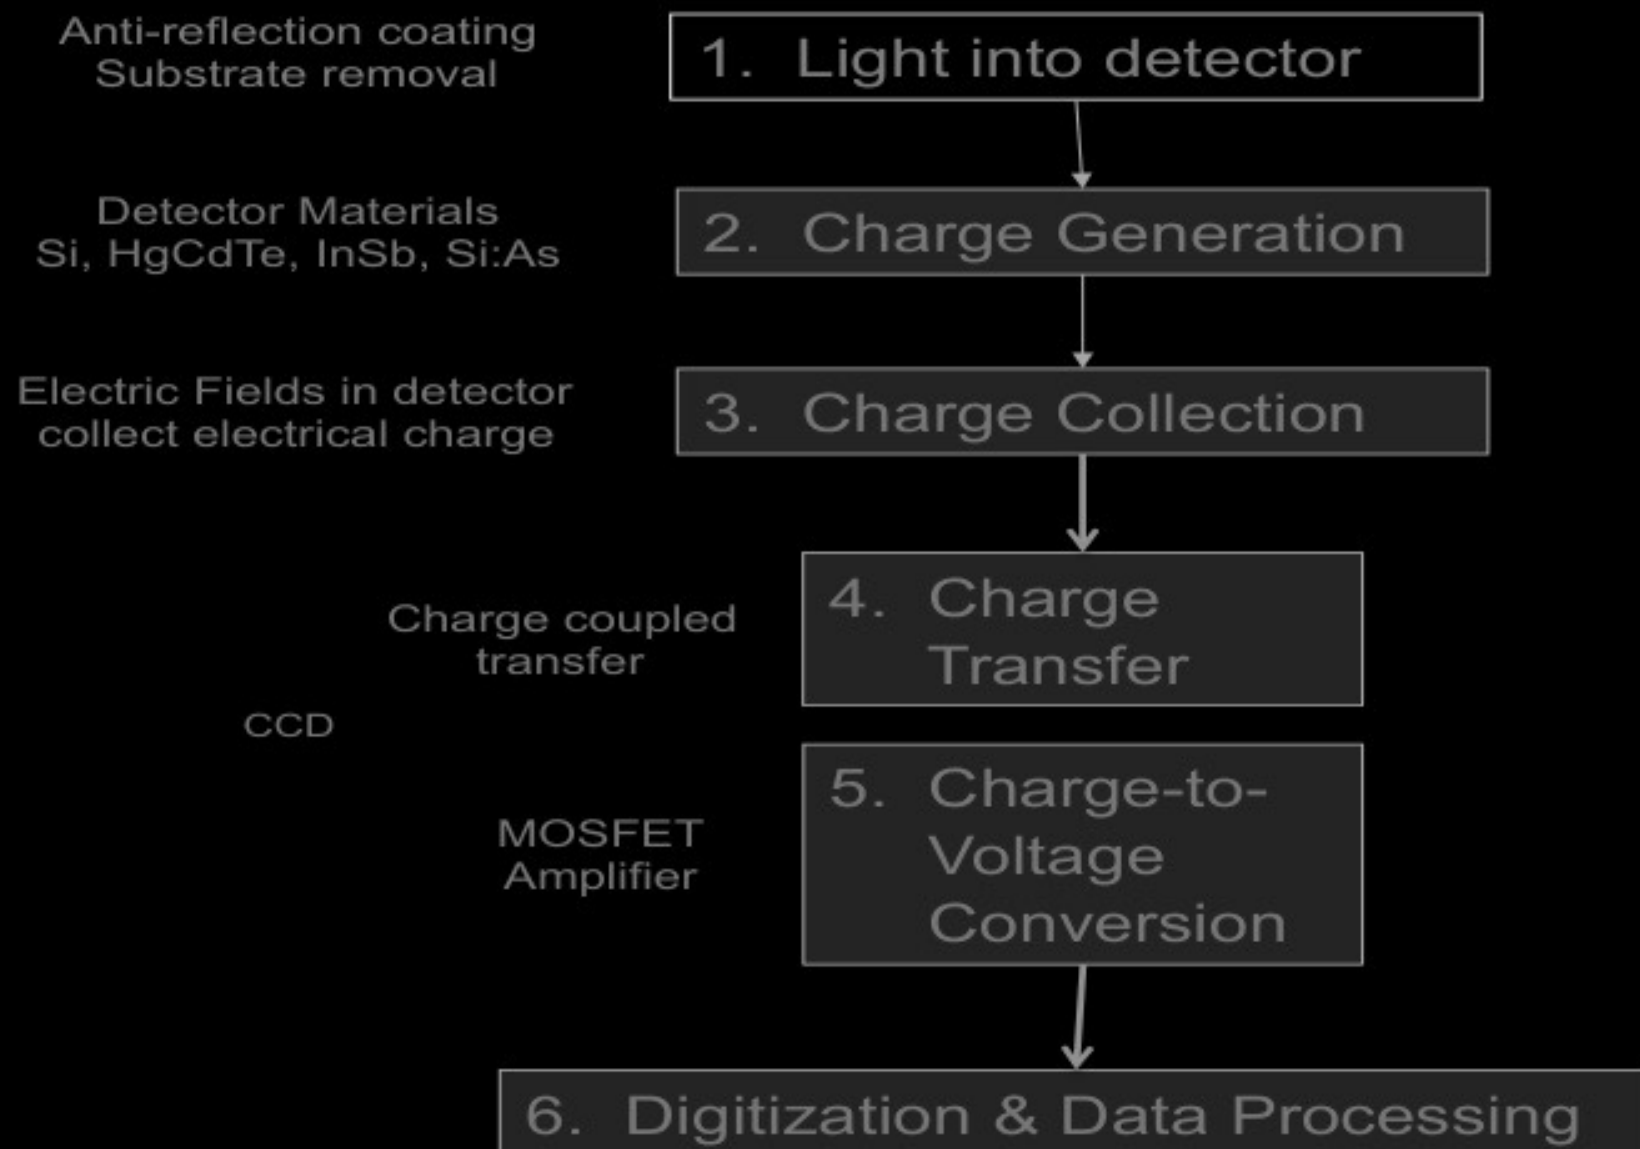 Anti-reflection coating
Substrate removal
1. Light into detector
Detector Materials
Si, HgCdTe, InSb, Si:As
2. Charge Generation
Electric Fields in detector
collect electrical charge
3. Charge Collection
Charge coupled
transfer
4. Charge
Transfer
CCD
MOSFET
Amplifier
5. Charge-to-
Voltage
Conversion
6. Digitization & Data Processing